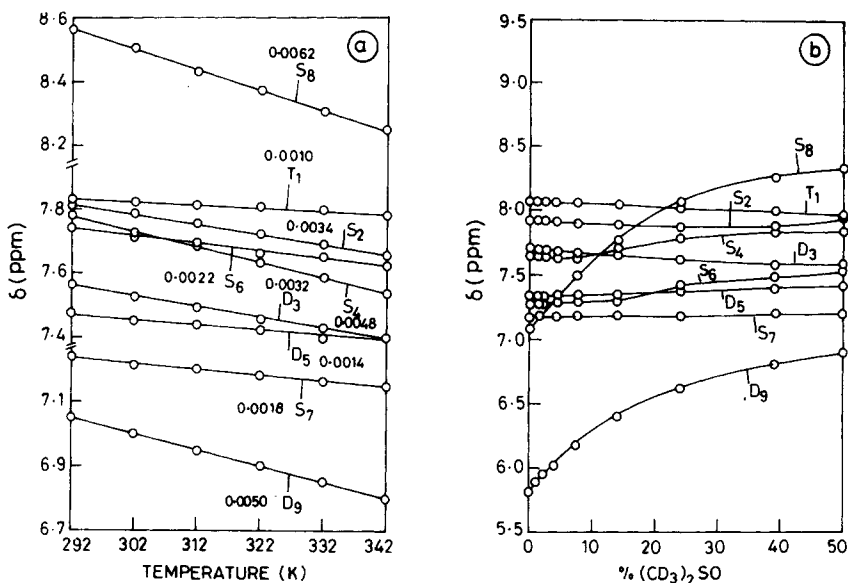 a
8·6
8·4
8·2
7·8
7·6
7·4
7·1
6·9
6·7
δ (ppm)
0·0062
S8
0·0010
T1
0·0034
S2
0·0022
S6
0·0032
D3
S4
0·0048
D5
0·0014
S7
0·0018
D9
0·0050
292 302 312 322 332 342
TEMPERATURE (K)
b
9·5
9·0
8·5
8·0
7·5
7·0
6·5
6·0
5·5
δ (ppm)
S8
S2
T1
S4
D3
S6
D5
S7
D9
0 10 20 30 40 50
% (CD3)2 SO